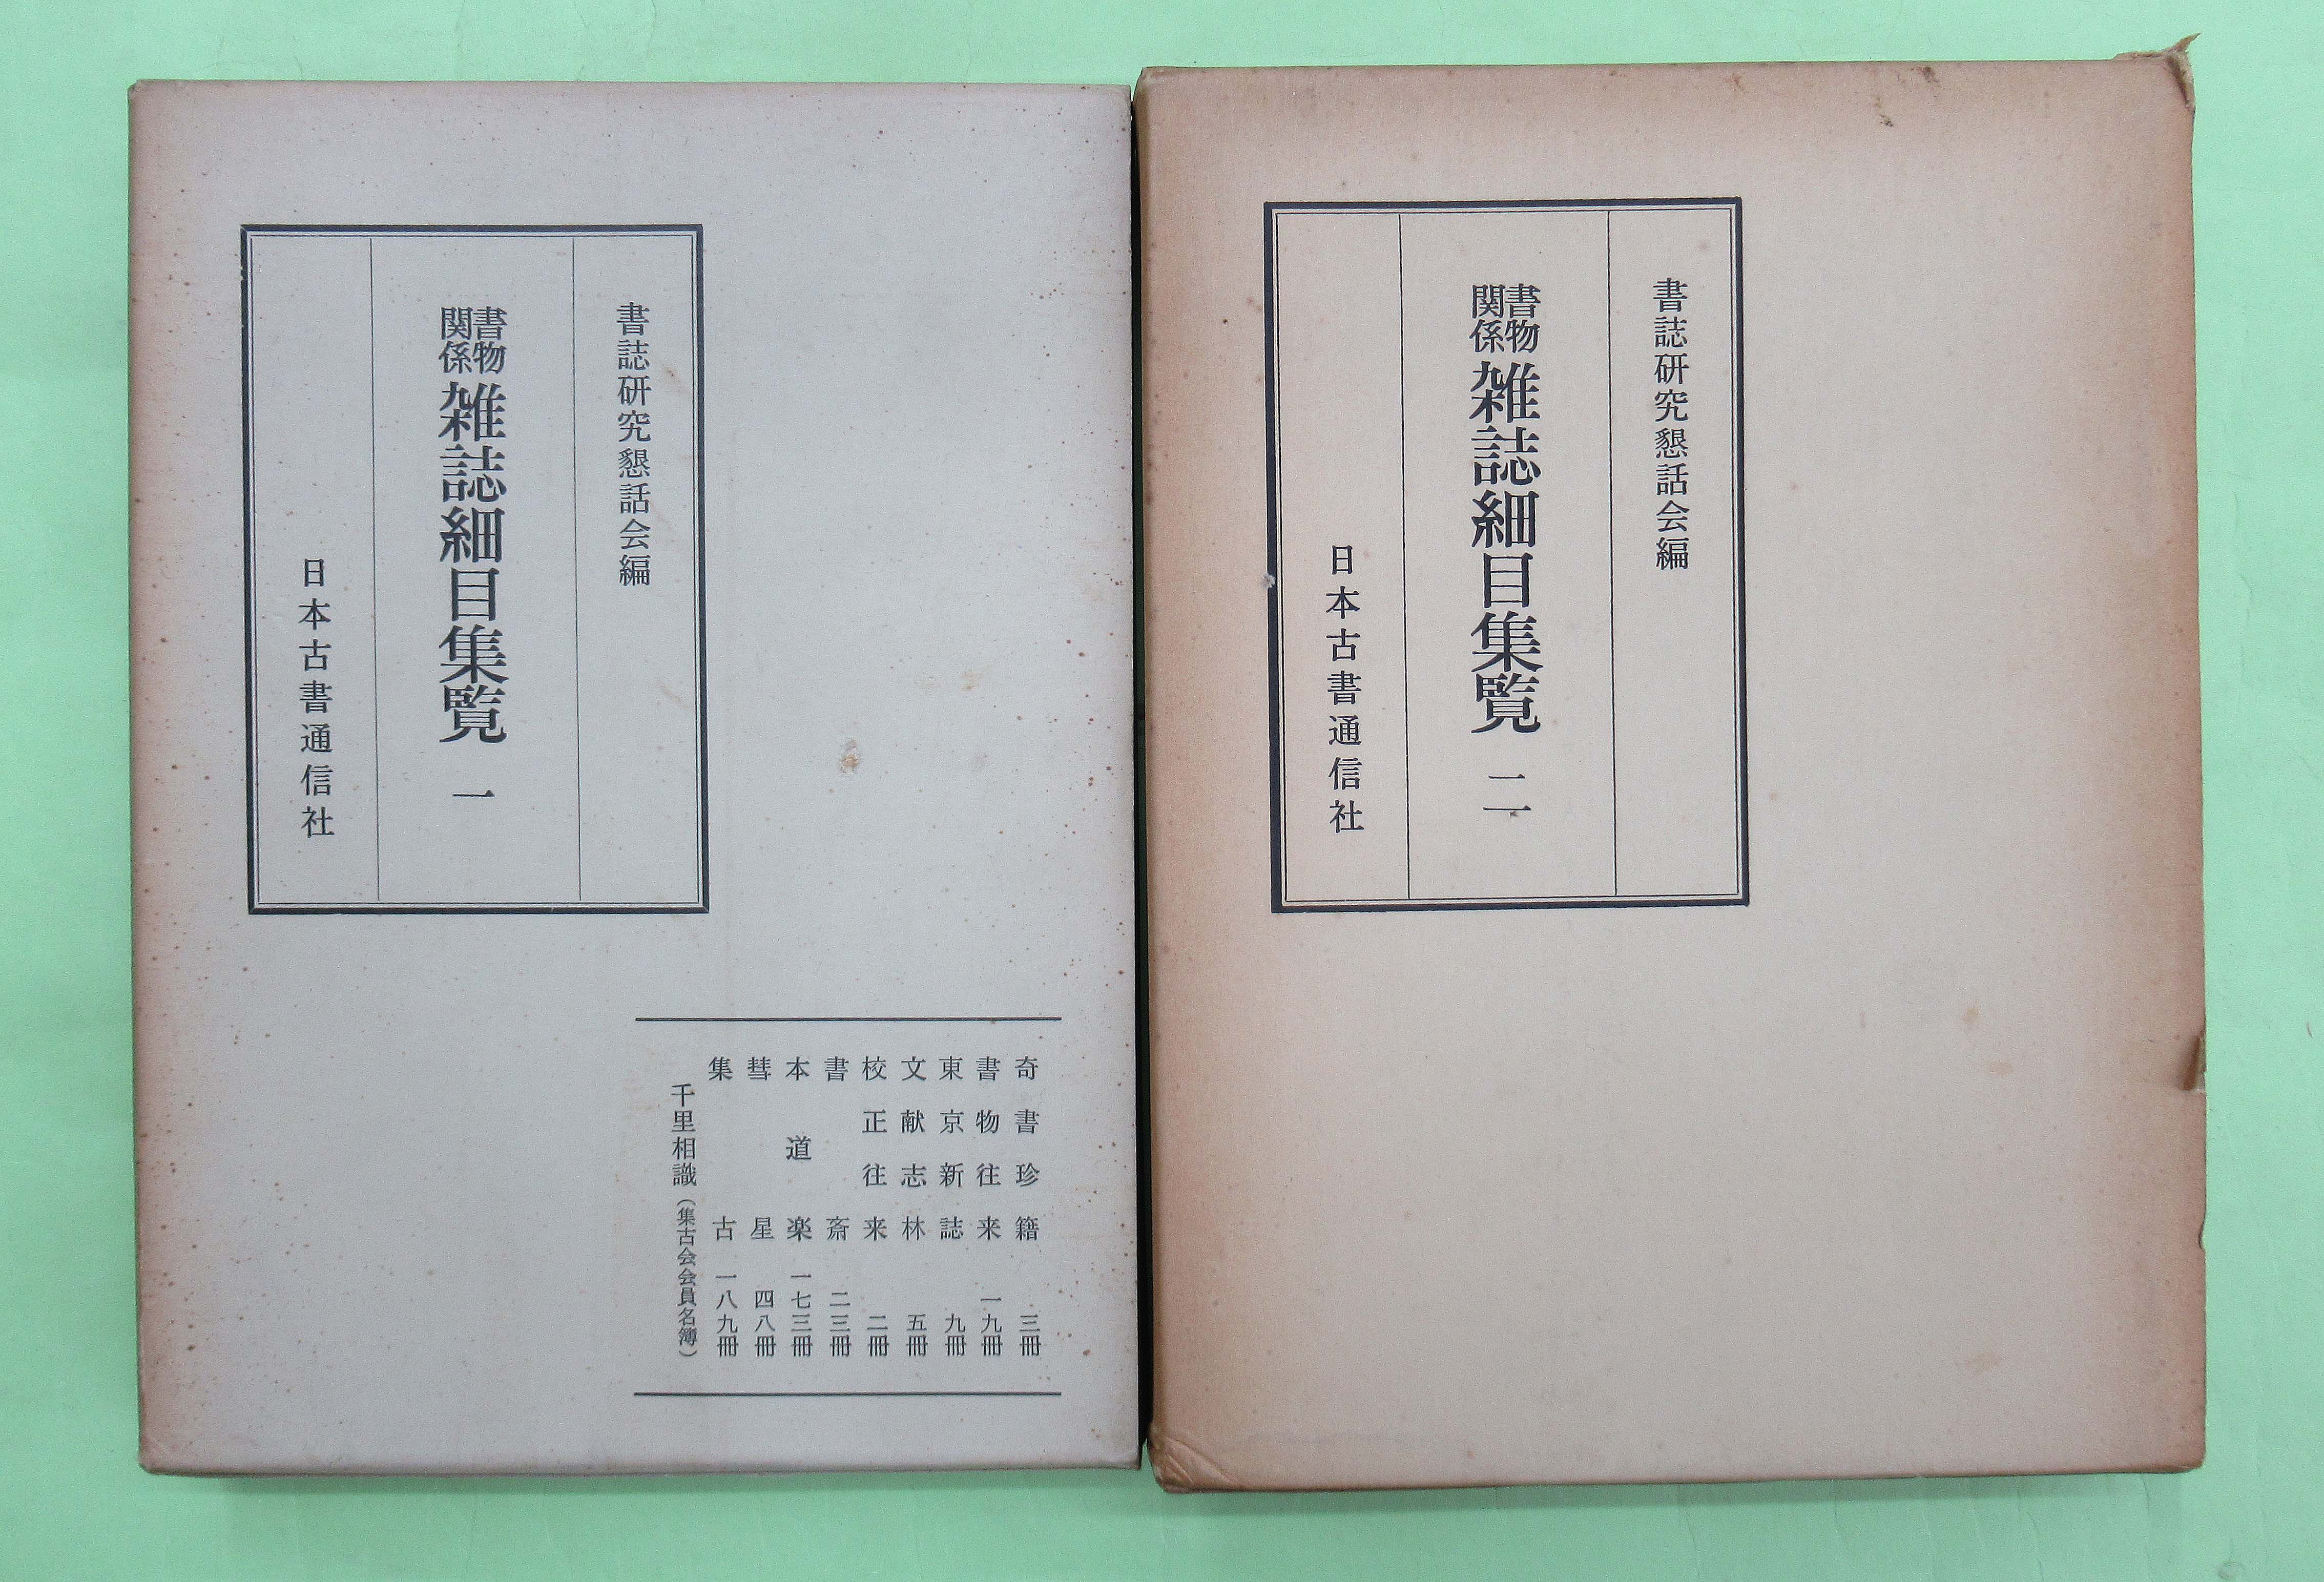 書誌研究懇話会編
書物関係 雑誌細目集覧 一
日本古書通信社
奇書珍籍 三冊
書物往来 一九冊
東京新誌 九冊
文献志林 五冊
校正往来 二冊
書斎 二三冊
本道楽 一七三冊
彗星 四八冊
集古 一八九冊
千里相識（集古会会員名簿）
書誌研究懇話会編
書物関係 雑誌細目集覧 二
日本古書通信社